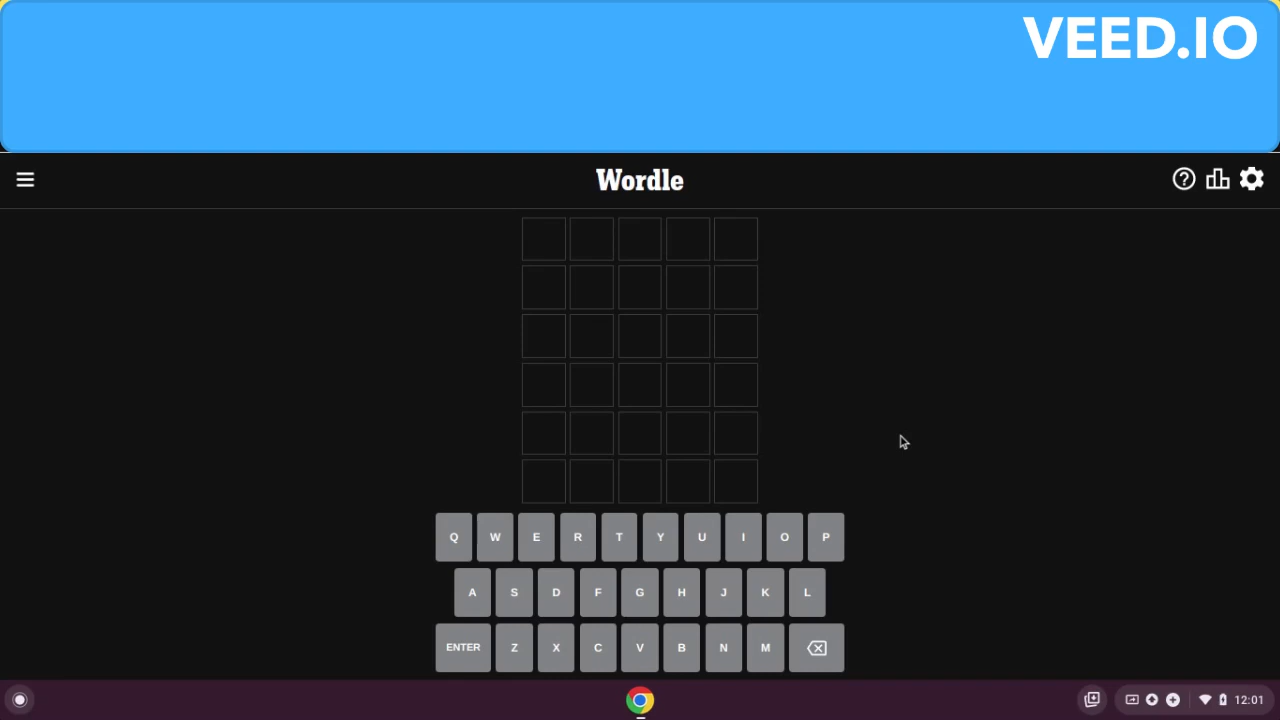 VEED.IO
Wordle
Q W E R T Y U I O P
A S D F G H J K L
ENTER Z X C V B N M
12:01